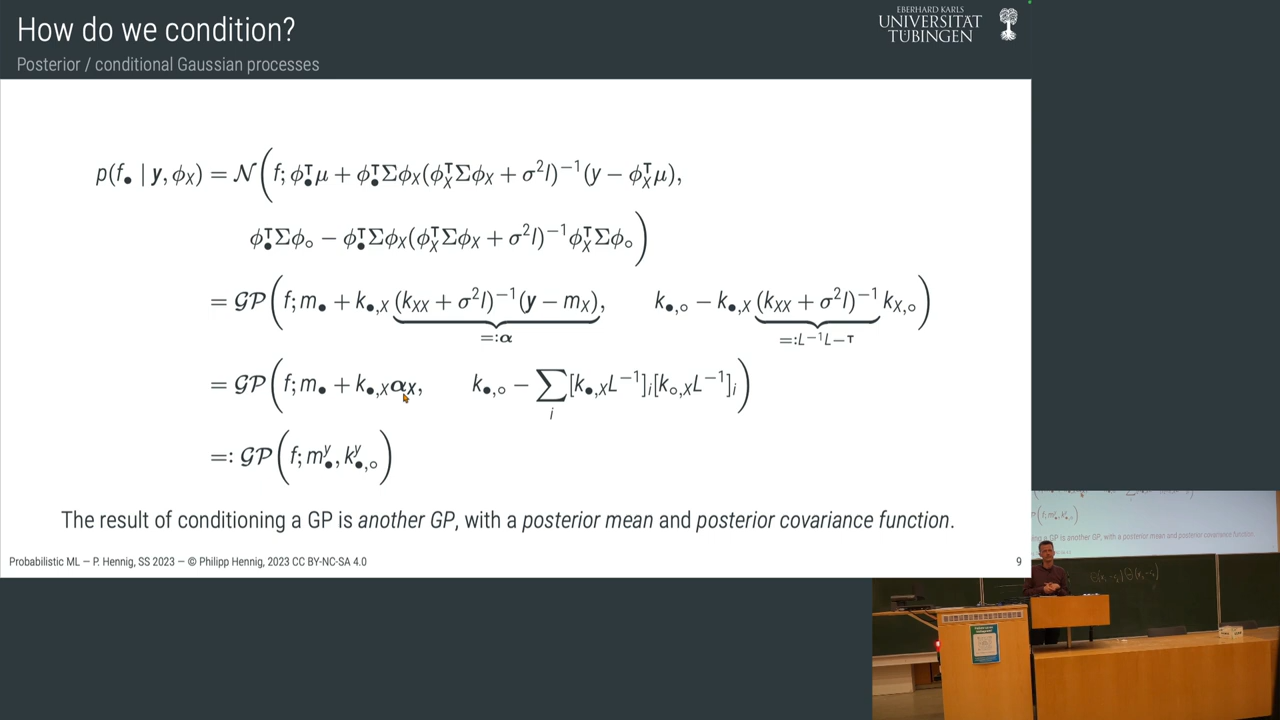 How do we condition?
Posterior / conditional Gaussian processes
EBERHARD KARLS
UNIVERSITÄT
TÜBINGEN
p(f• | y, ϕX) = 𝒩( f; ϕ•ᵀμ + ϕ•ᵀΣϕX(ϕXᵀΣϕX + σ²I)⁻¹(y − ϕXᵀμ),
ϕ•ᵀΣϕ∘ − ϕ•ᵀΣϕX(ϕXᵀΣϕX + σ²I)⁻¹ϕXᵀΣϕ∘ )
= 𝒢𝒫( f; m• + k•,X (kXX + σ²I)⁻¹(y − mX), k•,∘ − k•,X (kXX + σ²I)⁻¹ kX,∘ )
=:α =:L⁻¹L−ᵀ
= 𝒢𝒫( f; m• + k•,XαX, k•,∘ − ∑i [k•,XL⁻¹]i[k∘,XL⁻¹]i )
=: 𝒢𝒫( f; m•ʸ, k•,∘ʸ )
The result of conditioning a GP is another GP, with a posterior mean and posterior covariance function.
Probabilistic ML — P. Hennig, SS 2023 — © Philipp Hennig, 2023 CC BY-NC-SA 4.0
9